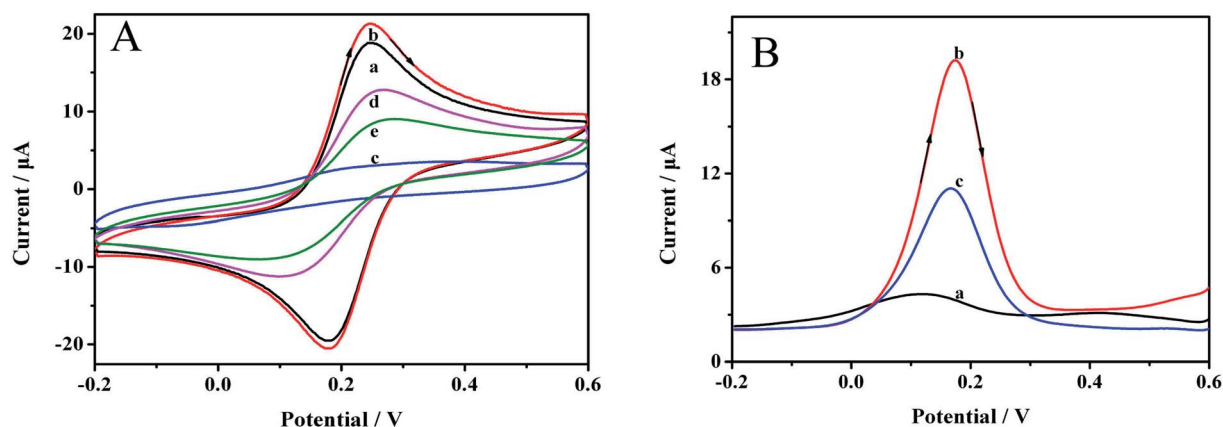 A
20
10
0
-10
-20
Current / μA
b
a
d
e
c
-0.2
0.0
0.2
0.4
0.6
Potential / V
B
18
12
6
0
Current / μA
b
c
a
-0.2
0.0
0.2
0.4
0.6
Potential / V